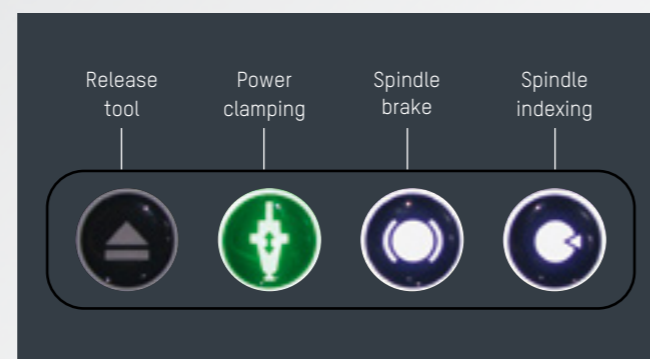 Release
tool
Power
clamping
Spindle
brake
Spindle
indexing